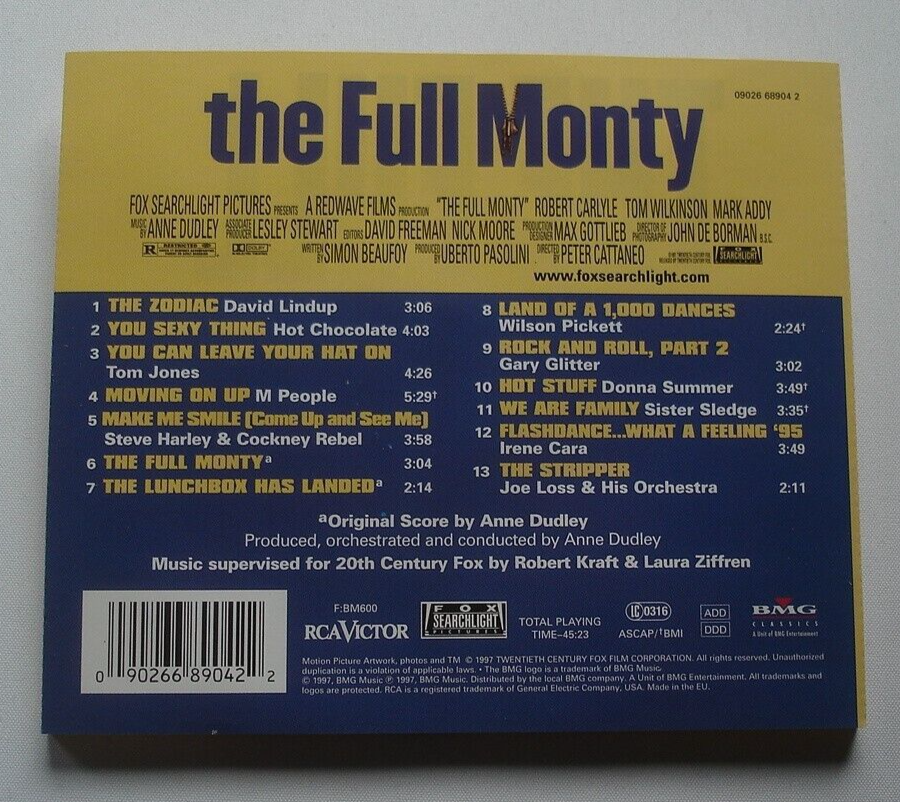 the Full Monty
09026 68904 2
FOX SEARCHLIGHT PICTURES PRESENTS A REDWAVE FILMS PRODUCTION "THE FULL MONTY" ROBERT CARLYLE TOM WILKINSON MARK ADDY
MUSIC BY ANNE DUDLEY ASSOCIATE PRODUCER LESLEY STEWART EDITORS DAVID FREEMAN NICK MOORE PRODUCTION DESIGNER MAX GOTTLIEB DIRECTOR OF PHOTOGRAPHY JOHN DE BORMAN B.S.C.
R RESTRICTED DOLBY WRITTEN BY SIMON BEAUFOY PRODUCED BY UBERTO PASOLINI DIRECTED BY PETER CATTANEO FOX SEARCHLIGHT
www.foxsearchlight.com
1 THE ZODIAC David Lindup 3:06
2 YOU SEXY THING Hot Chocolate 4:03
3 YOU CAN LEAVE YOUR HAT ON
Tom Jones 4:26
4 MOVING ON UP M People 5:29†
5 MAKE ME SMILE (Come Up and See Me)
Steve Harley & Cockney Rebel 3:58
6 THE FULL MONTYª 3:04
7 THE LUNCHBOX HAS LANDEDª 2:14
8 LAND OF A 1,000 DANCES
Wilson Pickett 2:24†
9 ROCK AND ROLL, PART 2
Gary Glitter 3:02
10 HOT STUFF Donna Summer 3:49†
11 WE ARE FAMILY Sister Sledge 3:35†
12 FLASHDANCE...WHAT A FEELING '95
Irene Cara 3:49
13 THE STRIPPER
Joe Loss & His Orchestra 2:11
ªOriginal Score by Anne Dudley
Produced, orchestrated and conducted by Anne Dudley
Music supervised for 20th Century Fox by Robert Kraft & Laura Ziffren
0 90266 89042 2
F:BM600
RCA VICTOR
FOX
SEARCHLIGHT
PICTURES
TOTAL PLAYING
TIME–45:23
LC 0316
ASCAP/†BMI
ADD
DDD
BMG
CLASSICS
A Unit of BMG Entertainment
Motion Picture Artwork, photos and TM © 1997 TWENTIETH CENTURY FOX FILM CORPORATION. All rights reserved. Unauthorized
duplication is a violation of applicable laws. • The BMG logo is a trademark of BMG Music.
© 1997, BMG Music ℗ 1997, BMG Music. Distributed by the local BMG company. A Unit of BMG Entertainment. All trademarks and
logos are protected. RCA is a registered trademark of General Electric Company, USA. Made in the EU.